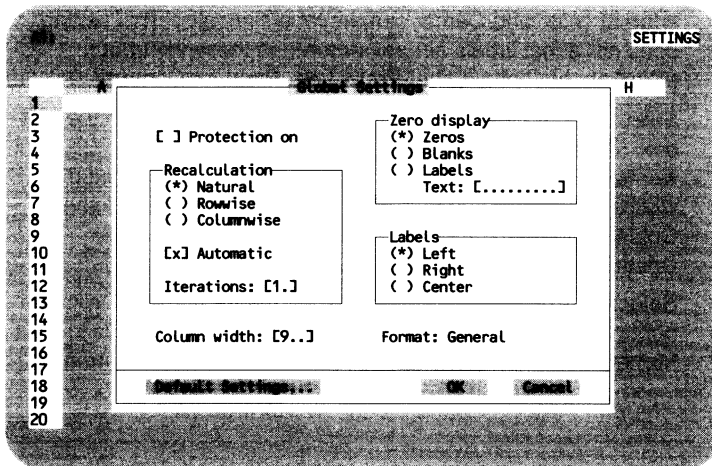 A1:
SETTINGS
A
Global Settings
H
1
2
3
4
5
6
7
8
9
10
11
12
13
14
15
16
17
18
19
20
[ ] Protection on
Recalculation
(*) Natural
( ) Rowwise
( ) Columnwise
[x] Automatic
Iterations: [1.]
Column width: [9..]
Zero display
(*) Zeros
( ) Blanks
( ) Labels
Text: [.........]
Labels
(*) Left
( ) Right
( ) Center
Format: General
Default Settings...
OK
Cancel